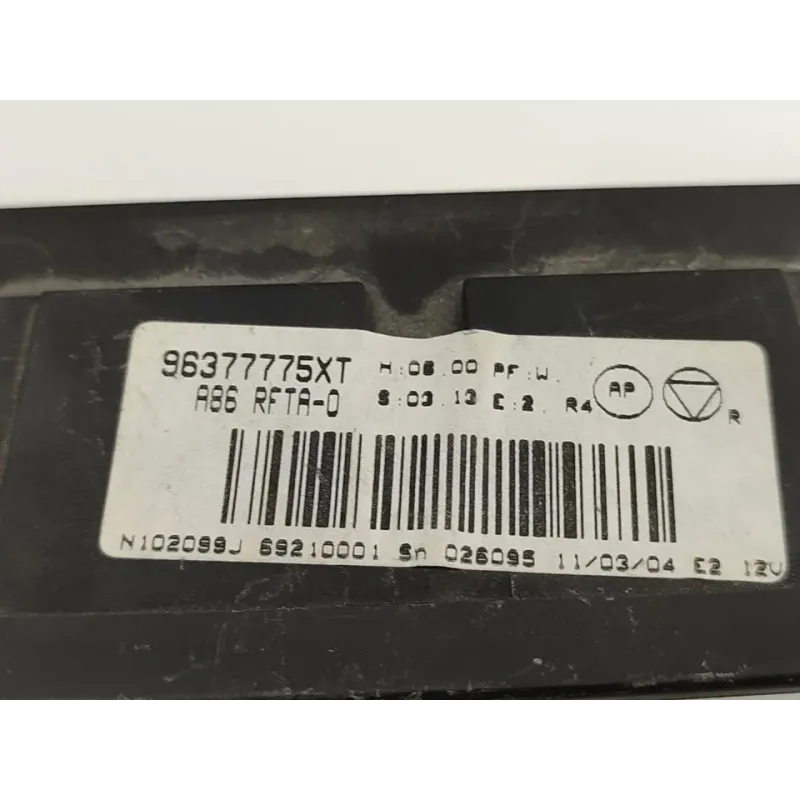 96377775XT H:06.00 PF:W.
A86 RFTA-0 S:03.13 E:2. R4 AP R
N102099J 69210001 Sn 026095 11/03/04 E2 12V